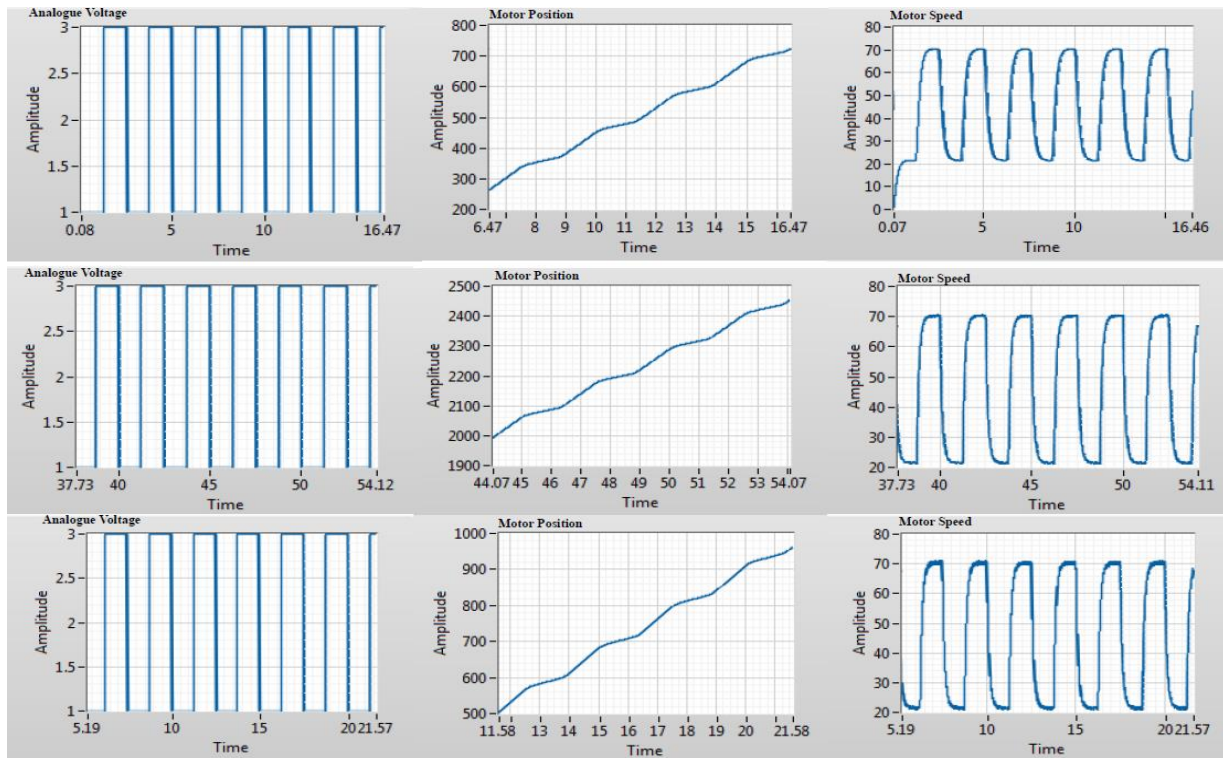 Analogue Voltage
Amplitude
3
2.5
2
1.5
1
0.08 5 10 16.47
Time
Motor Position
Amplitude
800
700
600
500
400
300
200
6.47 8 9 10 11 12 13 14 15 16.47
Time
Motor Speed
Amplitude
80
70
60
50
40
30
20
10
0
0.07 5 10 16.46
Time
Analogue Voltage
Amplitude
3
2.5
2
1.5
1
37.73 40 45 50 54.12
Time
Motor Position
Amplitude
2500
2400
2300
2200
2100
2000
1900
44.07 45 46 47 48 49 50 51 52 53 54.07
Time
Motor Speed
Amplitude
80
70
60
50
40
30
20
37.73 40 45 50 54.11
Time
Analogue Voltage
Amplitude
3
2.5
2
1.5
1
5.19 10 15 20 21.57
Time
Motor Position
Amplitude
1000
900
800
700
600
500
11.58 13 14 15 16 17 18 19 20 21.58
Time
Motor Speed
Amplitude
80
70
60
50
40
30
20
5.19 10 15 20 21.57
Time